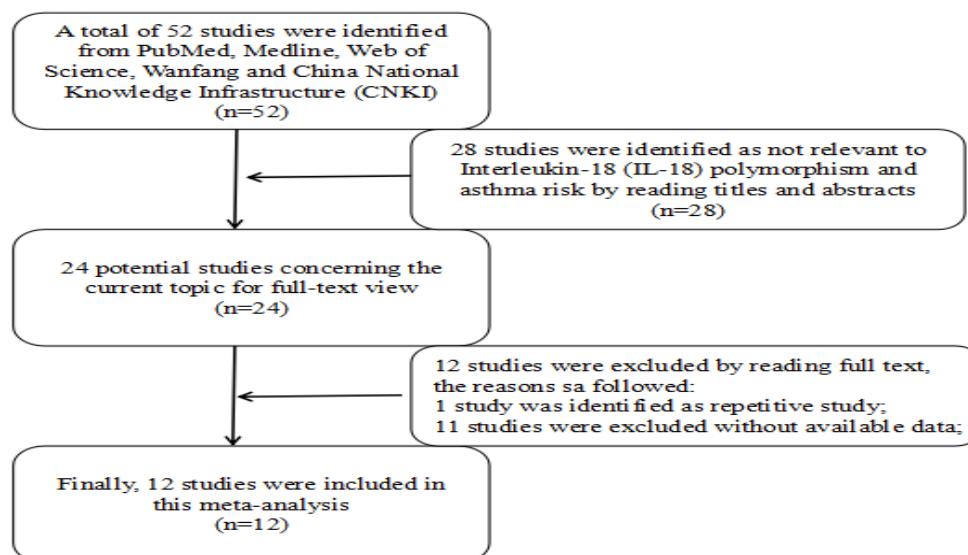 A total of 52 studies were identified
from PubMed, Medline, Web of
Science, Wanfang and China National
Knowledge Infrastructure (CNKI)
(n=52)
28 studies were identified as not relevant to
Interleukin-18 (IL-18) polymorphism and
asthma risk by reading titles and abstracts
(n=28)
24 potential studies concerning the
current topic for full-text view
(n=24)
12 studies were excluded by reading full text,
the reasons sa followed:
1 study was identified as repetitive study;
11 studies were excluded without available data;
Finally, 12 studies were included in
this meta-analysis
(n=12)